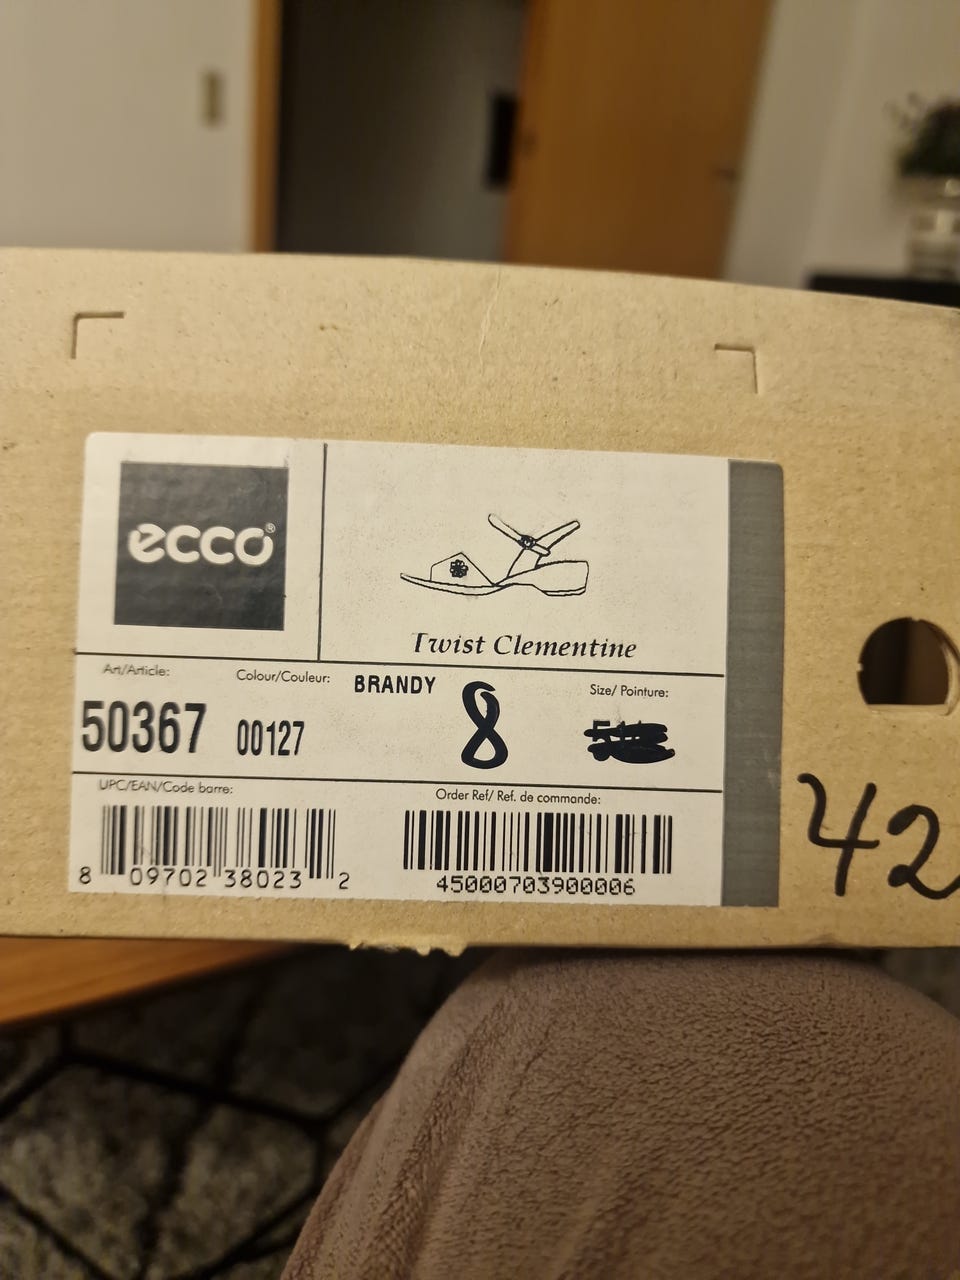 ecco®
Twist Clementine
Art/Article: Colour/Couleur: BRANDY 8 Size/ Pointure:
50367 00127
UPC/EAN/Code barre: Order Ref/ Ref. de commande:
8 09702 38023 2 45000703900006
42